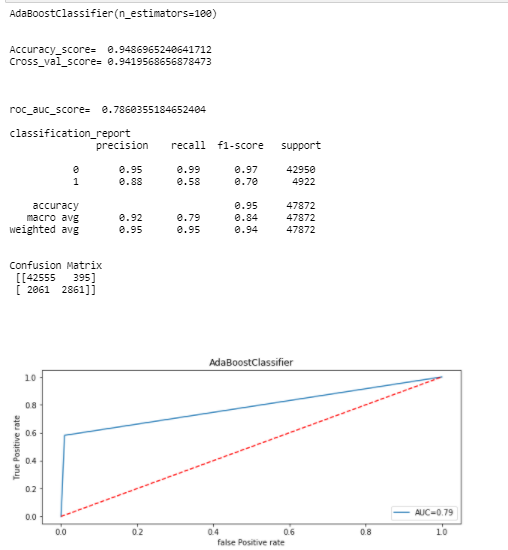 AdaBoostClassifier(n_estimators=100)
Accuracy_score= 0.9486965240641712
Cross_val_score= 0.9419568656878473
roc_auc_score= 0.7860355184652404
classification_report
precision recall f1-score support
0 0.95 0.99 0.97 42950
1 0.88 0.58 0.70 4922
accuracy 0.95 47872
macro avg 0.92 0.79 0.84 47872
weighted avg 0.95 0.95 0.94 47872
Confusion Matrix
[[42555 395]
[ 2061 2861]]
AdaBoostClassifier
1.0
0.8
0.6
0.4
0.2
0.0
True Positive rate
0.0 0.2 0.4 0.6 0.8 1.0
false Positive rate
AUC=0.79